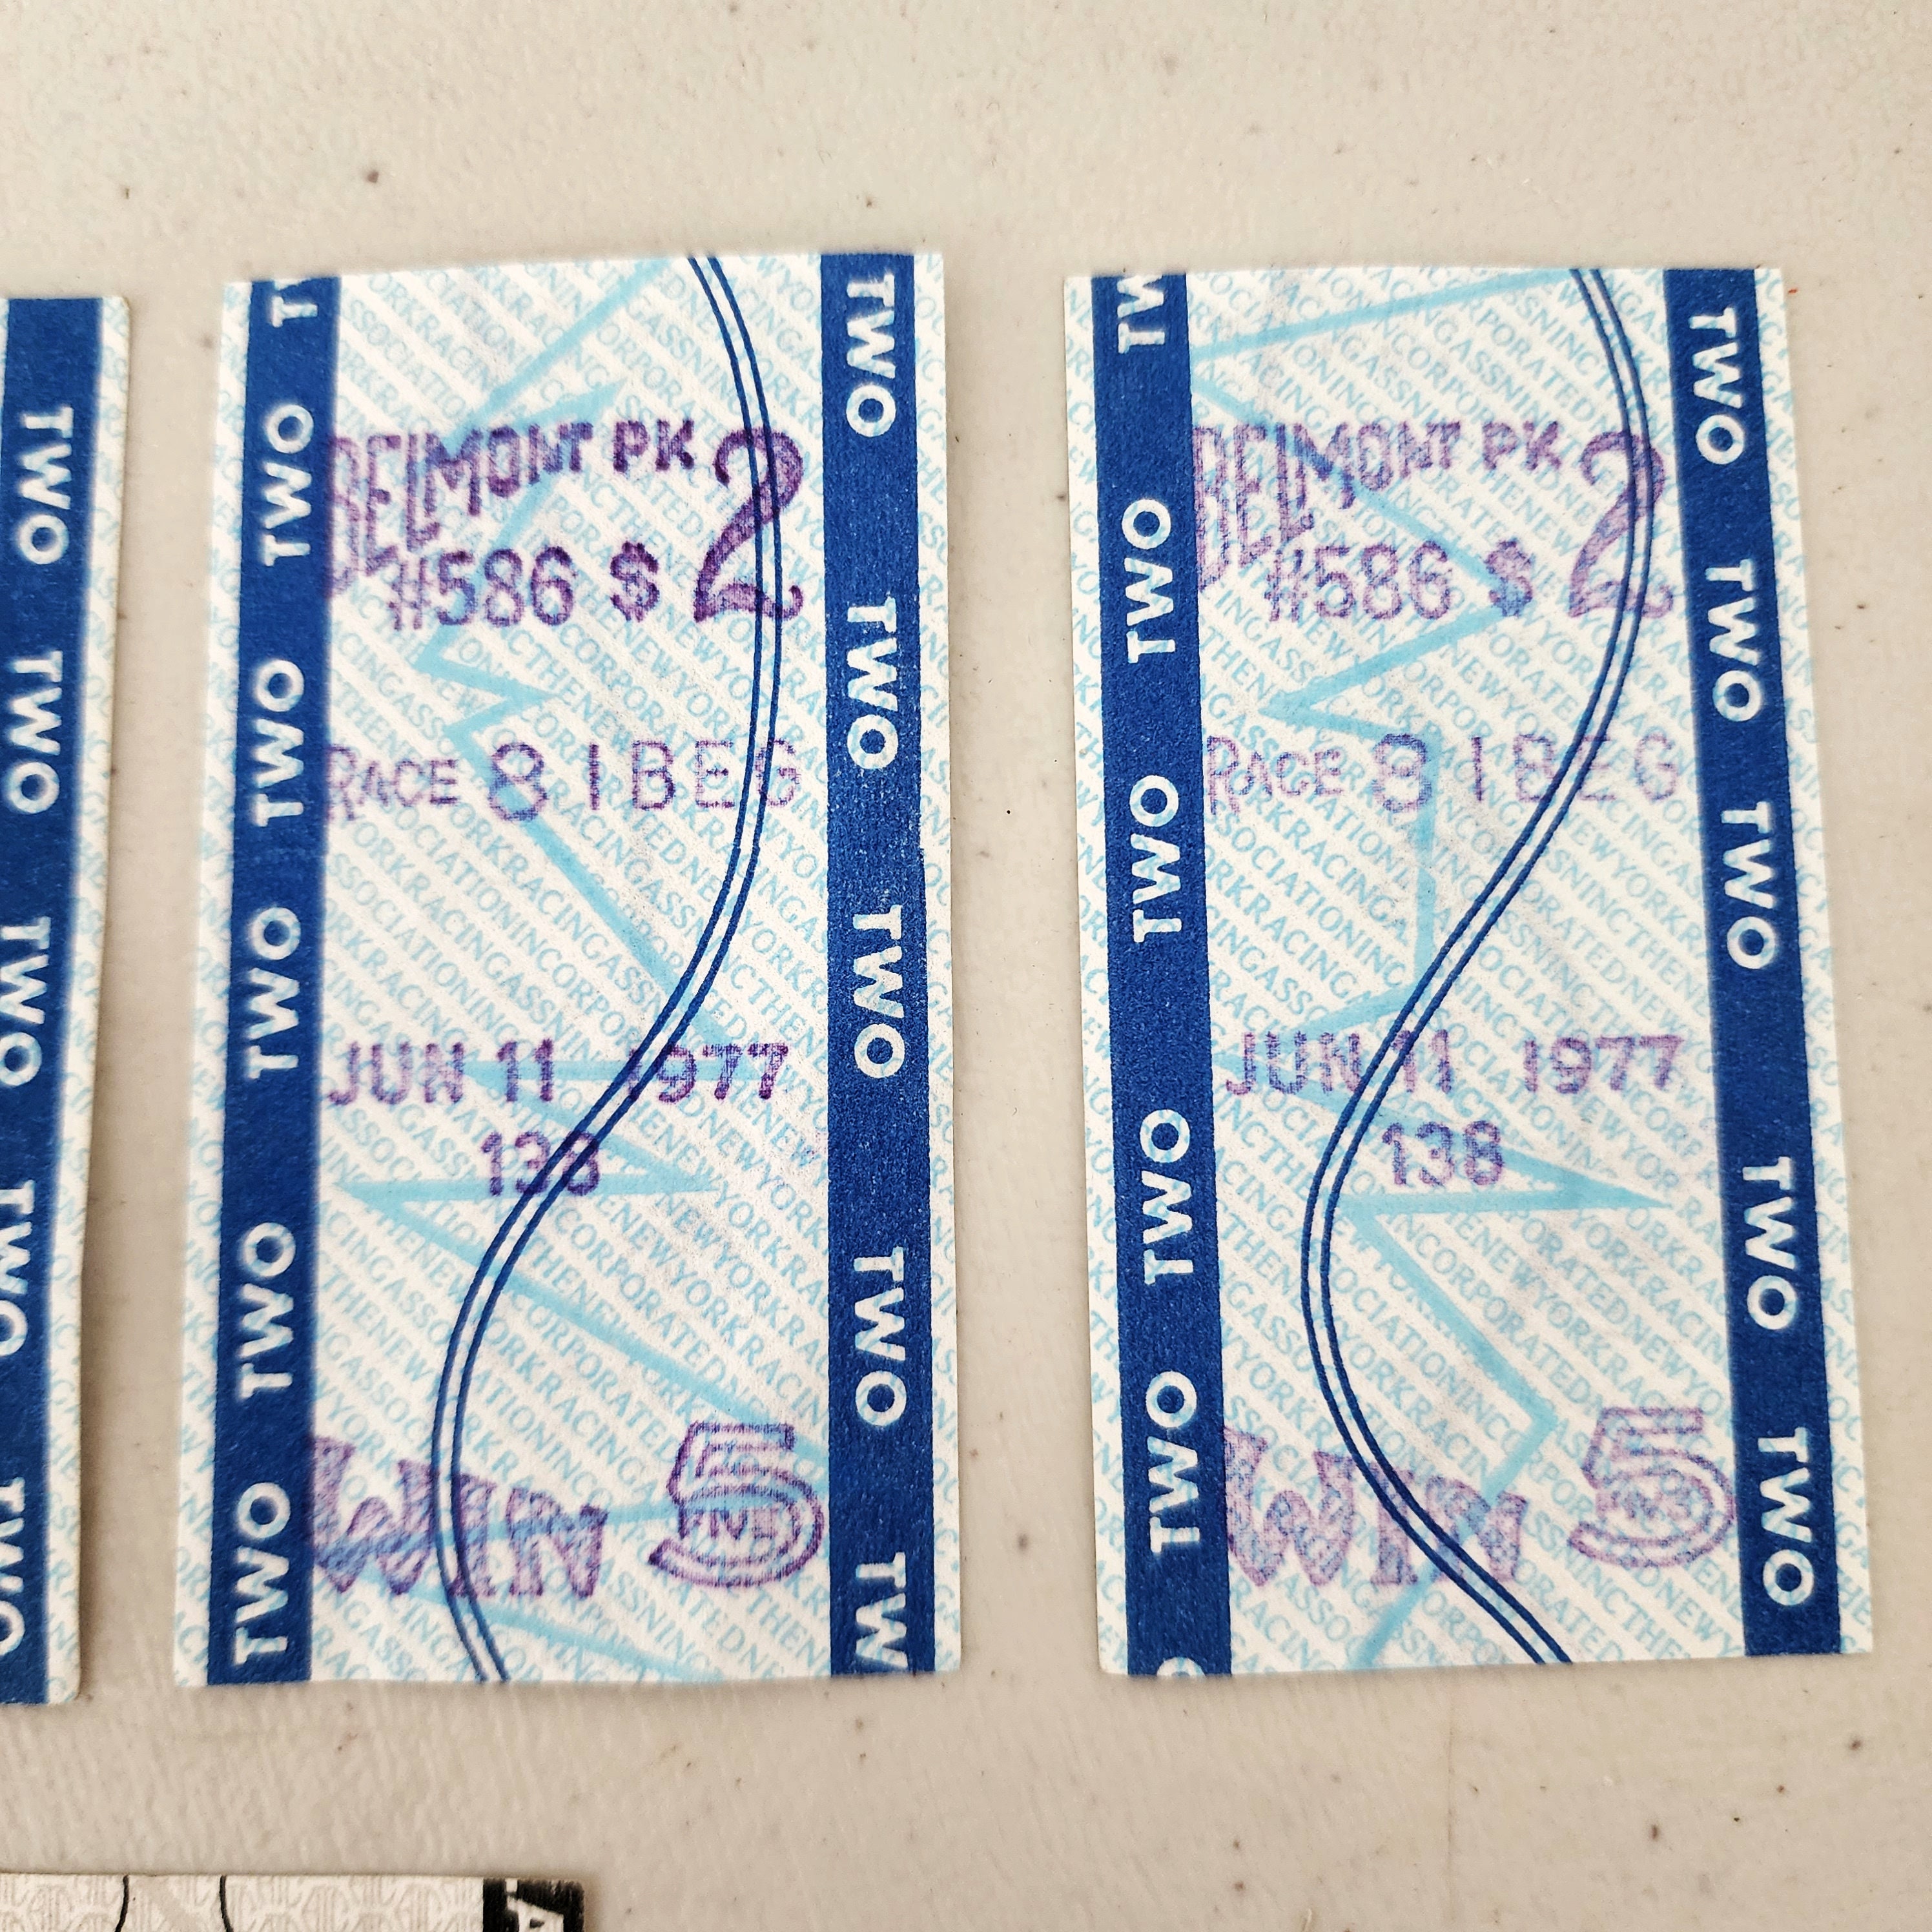 TWO TWO TWO TWO TWO
TWO TWO TWO TWO TWO
BELMONT PK 2
#586 $
RACE 8 I BEG
JUN 11 1977
138
WIN 5
TWO TWO TWO TWO TW
TW TWO TWO TWO TWO
BELMONT PK 2
#586 $
RACE 8 I BEG
JUN 11 1977
138
WIN 5
TWO TWO TWO TWO TWO